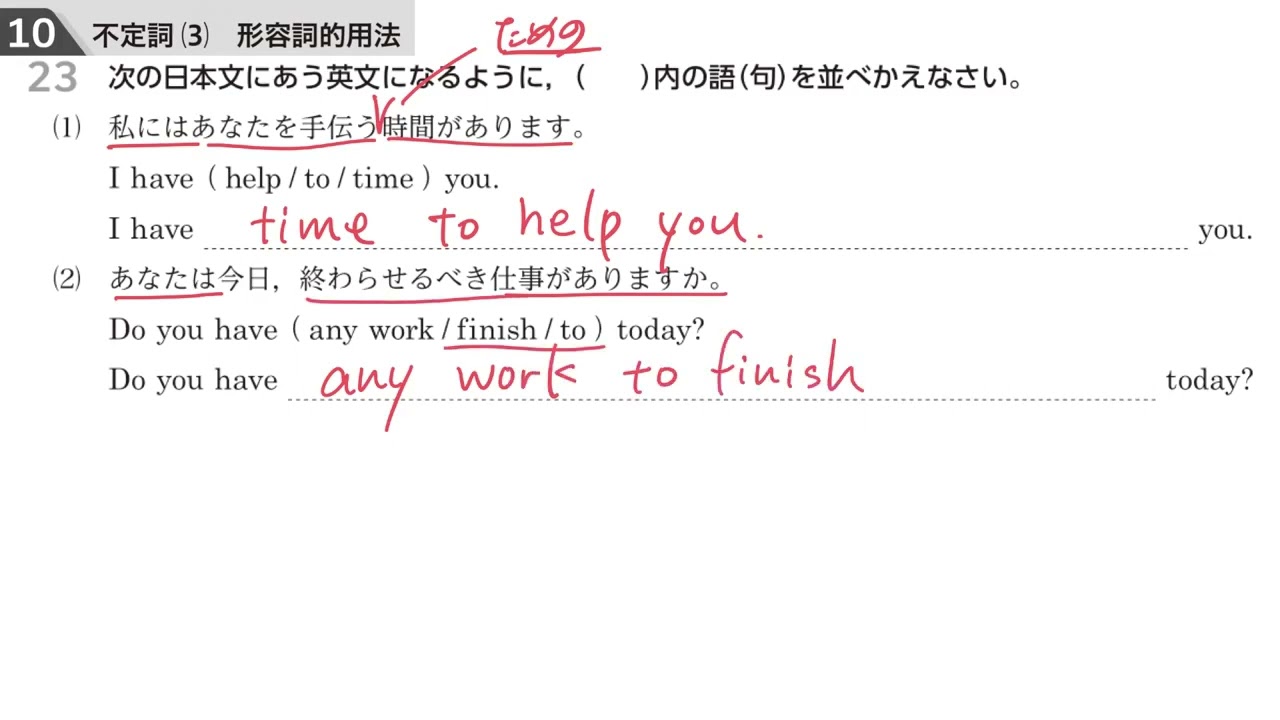 10 不定詞(3) 形容詞的用法
ための
23 次の日本文にあう英文になるように，( )内の語(句)を並べかえなさい。
(1) 私にはあなたを手伝う時間があります。
I have ( help / to / time ) you.
I have time to help you. you.
(2) あなたは今日，終わらせるべき仕事がありますか。
Do you have ( any work / finish / to ) today?
Do you have any work to finish today?